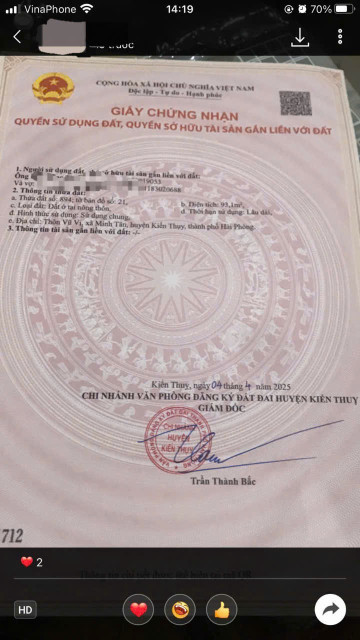 VinaPhone
14:19
70%
trước
CỘNG HÒA XÃ HỘI CHỦ NGHĨA VIỆT NAM
Độc lập - Tự do - Hạnh phúc
GIẤY CHỨNG NHẬN
QUYỀN SỬ DỤNG ĐẤT, QUYỀN SỞ HỮU TÀI SẢN GẮN LIỀN VỚI ĐẤT
1. Người sử dụng đất, hữu tài sản gắn liền với đất:
Ông
Và vợ:
2. Thông tin thửa đất:
a. Thửa đất số: 894; tờ bản đồ số: 21,
b. Diện tích: 93,1m²,
c. Loại đất: Đất ở tại nông thôn,
d. Thời hạn sử dụng: Lâu dài,
đ. Hình thức sử dụng: Sử dụng chung,
e. Địa chỉ: Thôn Vũ Vị, xã Minh Tân, huyện Kiến Thụy, thành phố Hải Phòng.
3. Thông tin tài sản gắn liền với đất: -/-
Kiến Thụy, ngày 04 tháng 4 năm 2025
CHI NHÁNH VĂN PHÒNG ĐĂNG KÝ ĐẤT ĐAI HUYỆN KIẾN THỤY
GIÁM ĐỐC
CHI NHÁNH
HUYỆN
KIẾN THỤY
Trần Thành Bắc
712
2
HD